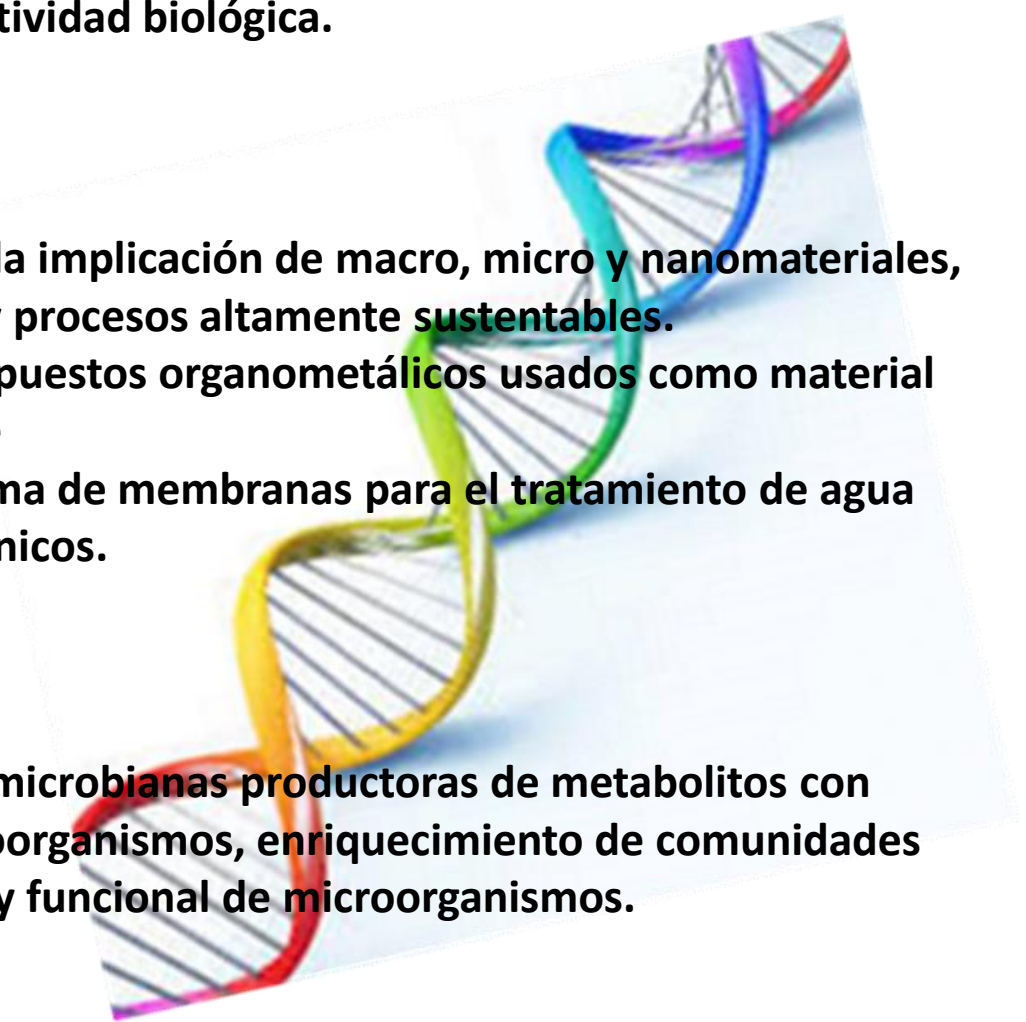 tividad biológica.
la implicación de macro, micro y nanomateriales,
procesos altamente sustentables.
puestos organometálicos usados como material
ma de membranas para el tratamiento de agua
nicos.
microbianas productoras de metabolitos con
oorganismos, enriquecimiento de comunidades
y funcional de microorganismos.